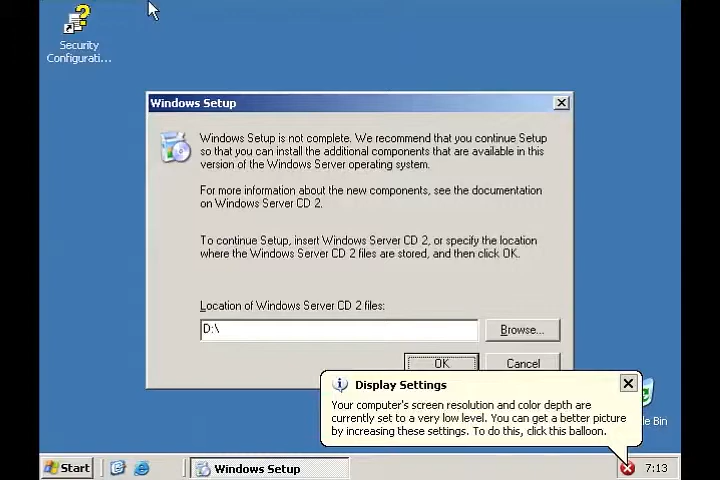 Security
Configurati...
Windows Setup
Windows Setup is not complete. We recommend that you continue Setup
so that you can install the additional components that are available in this
version of the Windows Server operating system.
For more information about the new components, see the documentation
on Windows Server CD 2.
To continue Setup, insert Windows Server CD 2, or specify the location
where the Windows Server CD 2 files are stored, and then click OK.
Location of Windows Server CD 2 files:
D:\
Browse...
OK
Cancel
Display Settings
Your computer's screen resolution and color depth are
currently set to a very low level. You can get a better picture
by increasing these settings. To do this, click this balloon.
le Bin
Start
Windows Setup
7:13